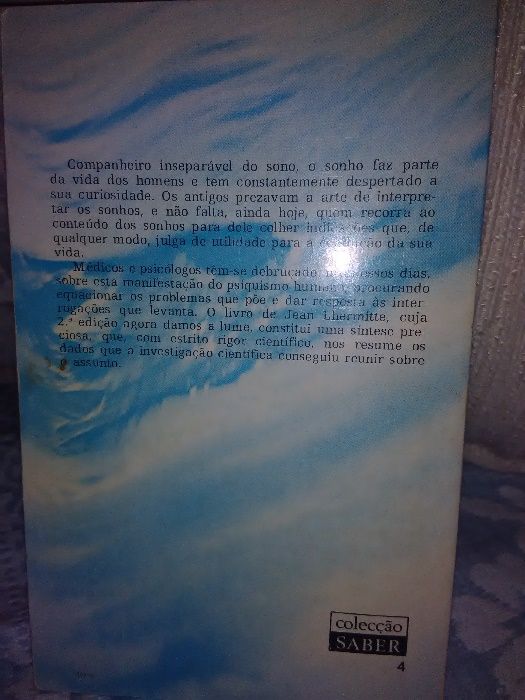 Companheiro inseparável do sono, o sonho faz parte
da vida dos homens e tem constantemente despertado a
sua curiosidade. Os antigos prezavam a arte de interpre-
tar os sonhos, e não falta, ainda hoje, quem recorra ao
conteúdo dos sonhos para dele colher indicações que, de
qualquer modo, julga de utilidade para a condução da sua
vida.
Médicos e psicólogos têm-se debruçado, nos nossos dias,
sobre esta manifestação do psiquismo humano, procurando
equacionar os problemas que põe e dar resposta às inter
rogações que levanta. O livro de Jean Lhermitte, cuja
2.ª edição agora damos a lume, constitui uma síntese pre
ciosa, que, com estrito rigor científico, nos resume os
dados que a investigação científica conseguiu reunir sobre
o assunto.
colecção
SABER
4